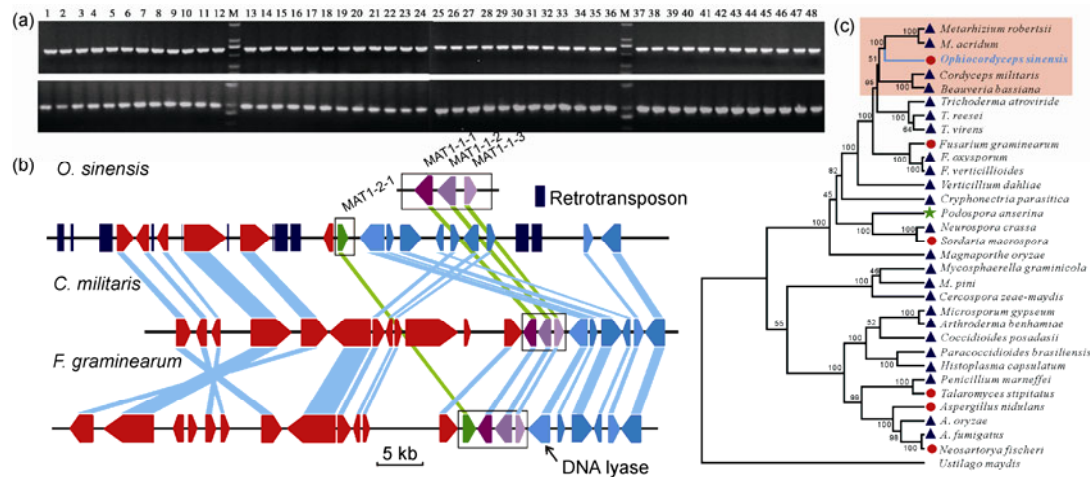 (a)
1 2 3 4 5 6 7 8 9 10 11 12 M 13 14 15 16 17 18 19 20 21 22 23 24 25 26 27 28 29 30 31 32 33 34 35 36 M 37 38 39 40 41 42 43 44 45 46 47 48
(b)
O. sinensis
MAT1-2-1
MAT1-1-1
MAT1-1-2
MAT1-1-3
Retrotransposon
C. militaris
F. graminearum
5 kb
DNA lyase
(c)
100 Metarhizium robertsii
100 M. acridum
51 Ophiocordyceps sinensis
95 Cordyceps militaris
100 Beauveria bassiana
100 Trichoderma atroviride
100 T. reesei
64 T. virens
Fusarium graminearum
100 F. oxysporum
100 F. verticillioides
82 Verticillium dahliae
45 Cryphonectria parasitica
Podospora anserina
100 Neurospora crassa
100 Sordaria macrospora
100 Magnaporthe oryzae
46 Mycosphaerella graminicola
100 M. pini
Cercospora zeae-maydis
55 Microsporum gypseum
52 Arthroderma benhamiae
100 Coccidioides posadasii
100 Paracoccidioides brasiliensis
100 Histoplasma capsulatum
100 Penicillium marneffei
100 Talaromyces stipitatus
98 Aspergillus nidulans
100 A. oryzae
98 A. fumigatus
100 Neosartorya fischeri
Ustilago maydis